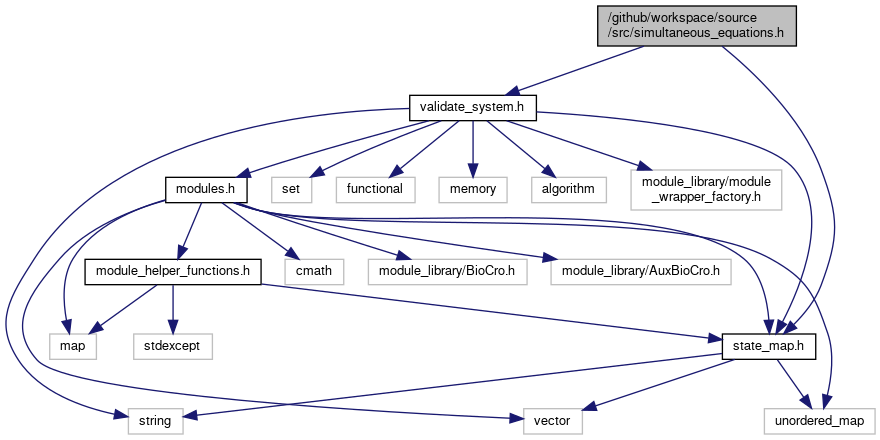 /github/workspace/source
/src/simultaneous_equations.h
validate_system.h
modules.h
set
functional
memory
algorithm
module_library/module
_wrapper_factory.h
module_helper_functions.h
cmath
module_library/BioCro.h
module_library/AuxBioCro.h
map
stdexcept
state_map.h
string
vector
unordered_map